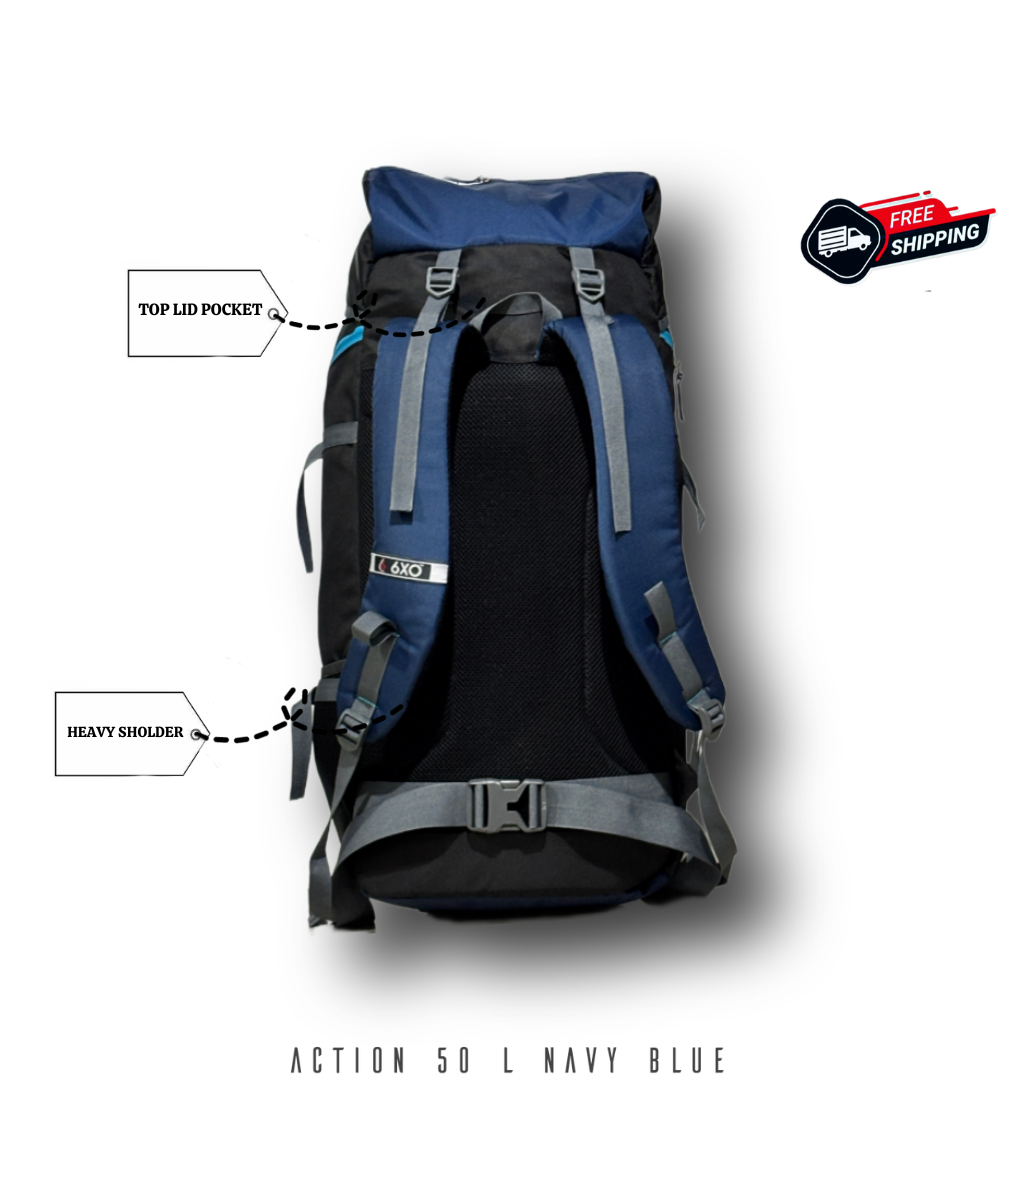 FREE
SHIPPING
TOP LID POCKET
6XO
HEAVY SHOLDER
ACTION 50 L NAVY BLUE